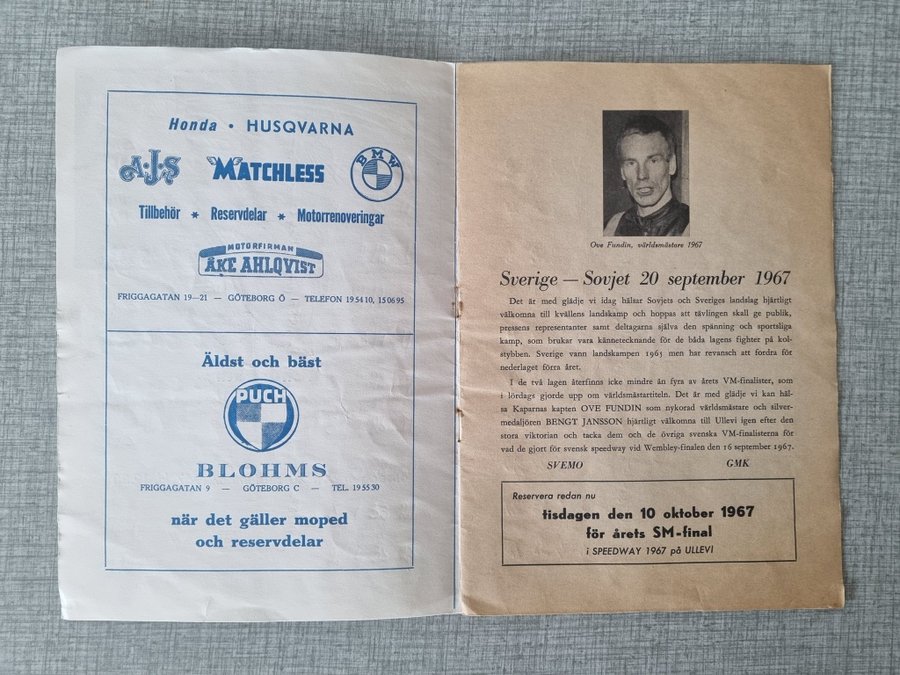 Honda • HUSQVARNA
A·J·S MATCHLESS BMW
Tillbehör * Reservdelar * Motorrenoveringar
MOTORFIRMAN
ÅKE AHLQVIST
FRIGGAGATAN 19—21 — GÖTEBORG Ö — TELEFON 19 54 10, 15 06 95
Äldst och bäst
PUCH
BLOHMS
FRIGGAGATAN 9 — GÖTEBORG C — TEL. 19 55 30
när det gäller moped
och reservdelar
Ove Fundin, världsmästare 1967
Sverige — Sovjet 20 september 1967
Det är med glädje vi idag hälsar Sovjets och Sveriges landslag hjärtligt
välkomna till kvällens landskamp och hoppas att tävlingen skall ge publik,
pressens representanter samt deltagarna själva den spänning och sportsliga
kamp, som brukar vara kännetecknande för de båda lagens fighter på kol-
stybben. Sverige vann landskampen 1965 men har revansch att fordra för
nederlaget förra året.
I de två lagen återfinns icke mindre än fyra av årets VM-finalister, som
i lördags gjorde upp om världsmästartiteln. Det är med glädje vi kan häl-
sa Kaparnas kapten OVE FUNDIN som nykorad världsmästare och silver-
medaljören BENGT JANSSON hjärtligt välkomna till Ullevi igen efter den
stora viktorian och tacka dem och de övriga svenska VM-finalisterna för
vad de gjort för svensk speedway vid Wembley-finalen den 16 september 1967.
SVEMO GMK
Reservera redan nu
tisdagen den 10 oktober 1967
för årets SM-final
i SPEEDWAY 1967 på ULLEVI